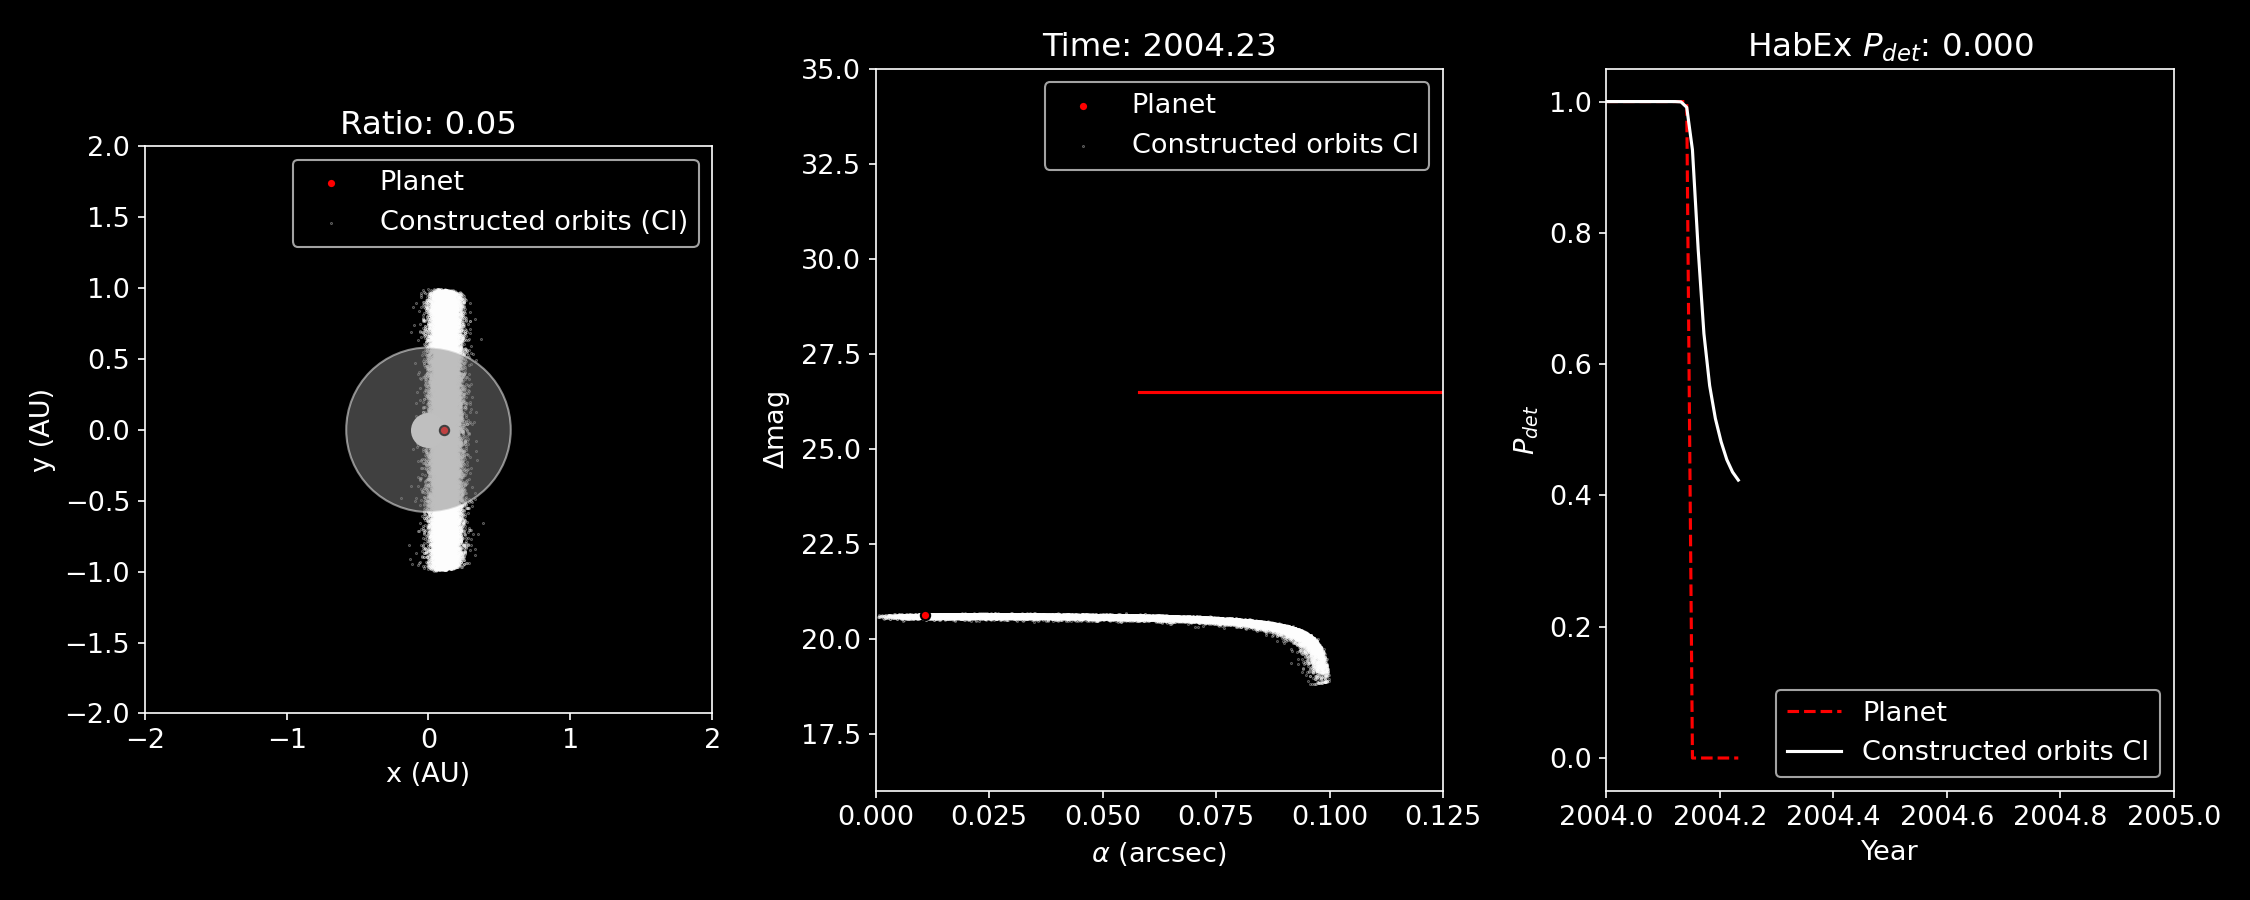 Ratio: 0.05
Planet
Constructed orbits (CI)
2.0
1.5
1.0
0.5
0.0
−0.5
−1.0
−1.5
−2.0
y (AU)
−2 −1 0 1 2
x (AU)
Time: 2004.23
Planet
Constructed orbits CI
35.0
32.5
30.0
27.5
25.0
22.5
20.0
17.5
Δmag
0.000 0.025 0.050 0.075 0.100 0.125
α (arcsec)
HabEx P_det: 0.000
1.0
0.8
0.6
0.4
0.2
0.0
P_det
Planet
Constructed orbits CI
2004.0 2004.2 2004.4 2004.6 2004.8 2005.0
Year